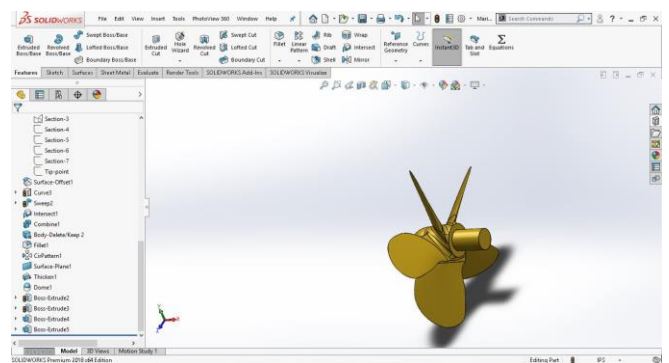 SOLIDWORKS File Edit View Insert Tools PhotoView 360 Window Help Mari... Search Commands
Extruded Boss/Base
Revolved Boss/Base
Swept Boss/Base
Lofted Boss/Base
Boundary Boss/Base
Extruded Cut
Hole Wizard
Revolved Cut
Swept Cut
Lofted Cut
Boundary Cut
Fillet
Linear Pattern
Rib
Draft
Shell
Wrap
Intersect
Mirror
Reference Geometry
Curves
Instant3D
Tab and Slot
Equations
Features Sketch Surfaces Sheet Metal Evaluate Render Tools SOLIDWORKS Add-Ins SOLIDWORKS Visualize
Section-3
Section-4
Section-5
Section-6
Section-7
Tip-point
Surface-Offset1
Curve3
Sweep2
Intersect1
Combine1
Body-Delete/Keep 2
Fillet1
CirPattern1
Surface-Plane1
Thicken1
Dome1
Boss-Extrude2
Boss-Extrude3
Boss-Extrude4
Boss-Extrude5
Model 3D Views Motion Study 1
SOLIDWORKS Premium 2018 x64 Edition Editing Part IPS